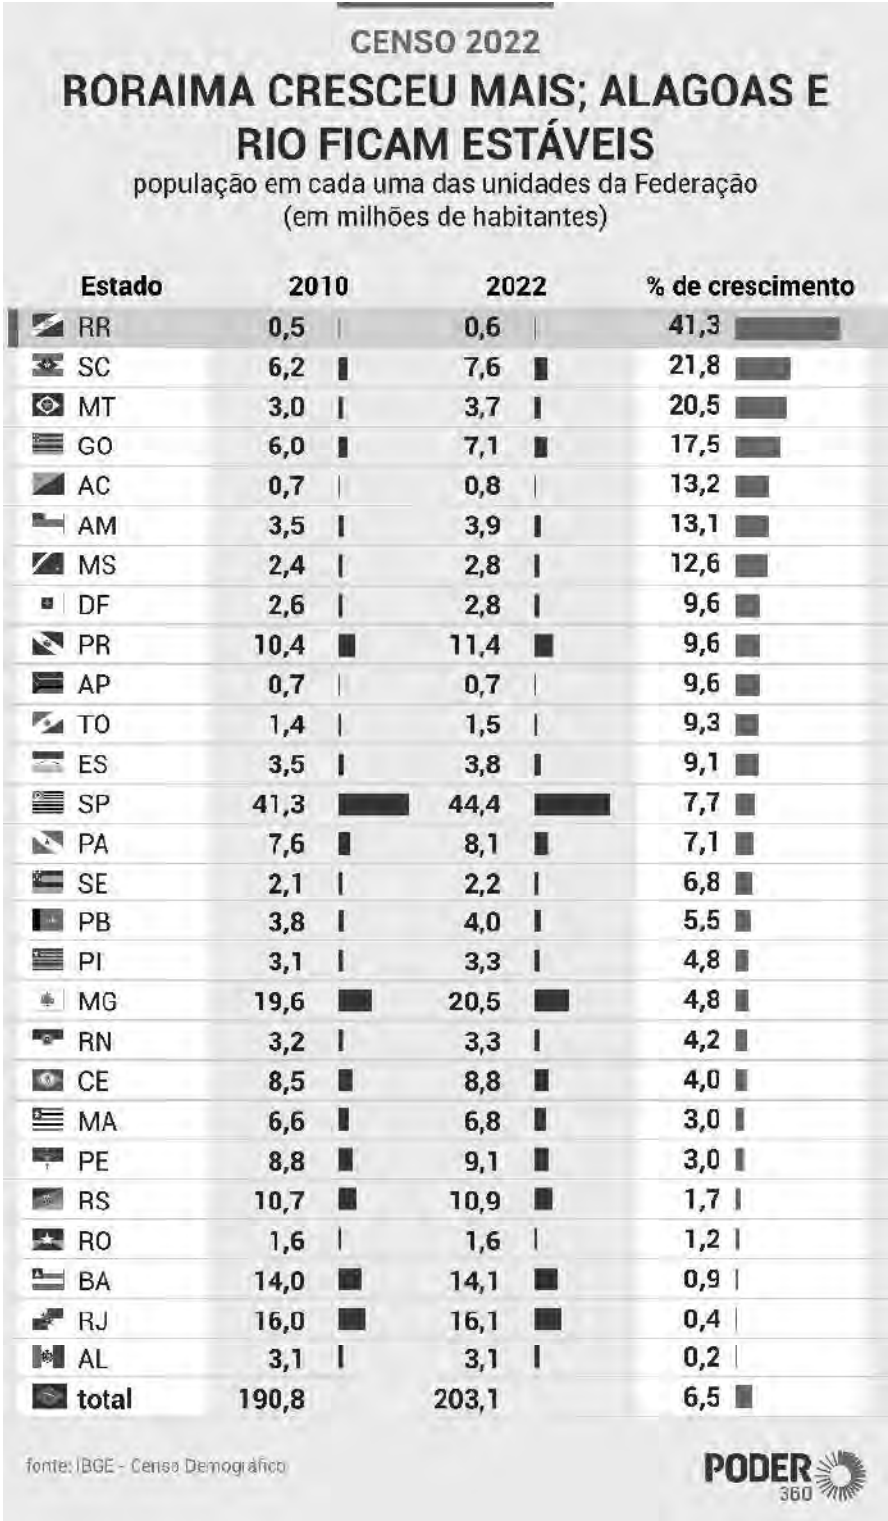 CENSO 2022
RORAIMA CRESCEU MAIS; ALAGOAS E
RIO FICAM ESTÁVEIS
população em cada uma das unidades da Federação
(em milhões de habitantes)
Estado 2010 2022 % de crescimento
RR 0,5 0,6 41,3
SC 6,2 7,6 21,8
MT 3,0 3,7 20,5
GO 6,0 7,1 17,5
AC 0,7 0,8 13,2
AM 3,5 3,9 13,1
MS 2,4 2,8 12,6
DF 2,6 2,8 9,6
PR 10,4 11,4 9,6
AP 0,7 0,7 9,6
TO 1,4 1,5 9,3
ES 3,5 3,8 9,1
SP 41,3 44,4 7,7
PA 7,6 8,1 7,1
SE 2,1 2,2 6,8
PB 3,8 4,0 5,5
PI 3,1 3,3 4,8
MG 19,6 20,5 4,8
RN 3,2 3,3 4,2
CE 8,5 8,8 4,0
MA 6,6 6,8 3,0
PE 8,8 9,1 3,0
RS 10,7 10,9 1,7
RO 1,6 1,6 1,2
BA 14,0 14,1 0,9
RJ 16,0 16,1 0,4
AL 3,1 3,1 0,2
total 190,8 203,1 6,5
fonte: IBGE - Censo Demográfico
PODER
360